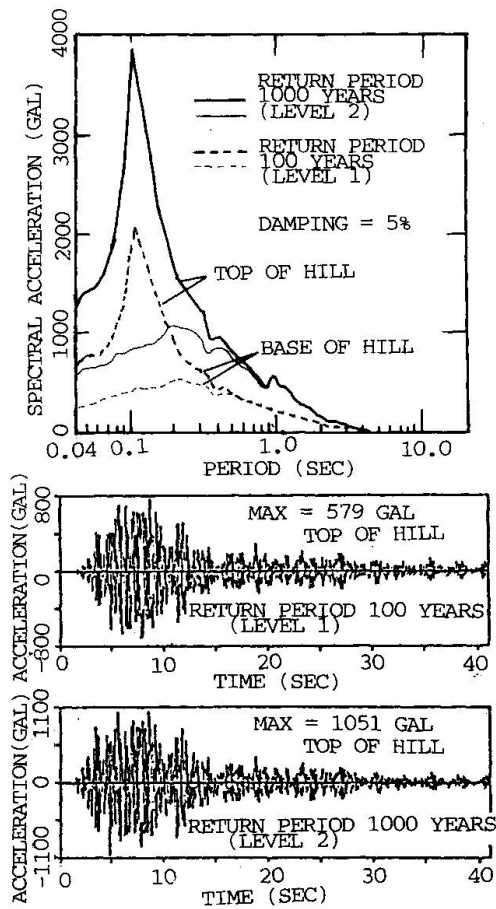 4000
3000
2000
1000
0
SPECTRAL ACCELERATION (GAL)
RETURN PERIOD
1000 YEARS
(LEVEL 2)
RETURN PERIOD
100 YEARS
(LEVEL 1)
DAMPING = 5%
TOP OF HILL
BASE OF HILL
0.04 0.1 1.0 10.0
PERIOD (SEC)
ACCELERATION(GAL)
800
0
-800
MAX = 579 GAL
TOP OF HILL
RETURN PERIOD 100 YEARS
(LEVEL 1)
0 10 20 30 40
TIME (SEC)
ACCELERATION(GAL)
1100
0
-1100
MAX = 1051 GAL
TOP OF HILL
RETURN PERIOD 1000 YEARS
(LEVEL 2)
0 10 20 30 40
TIME (SEC)